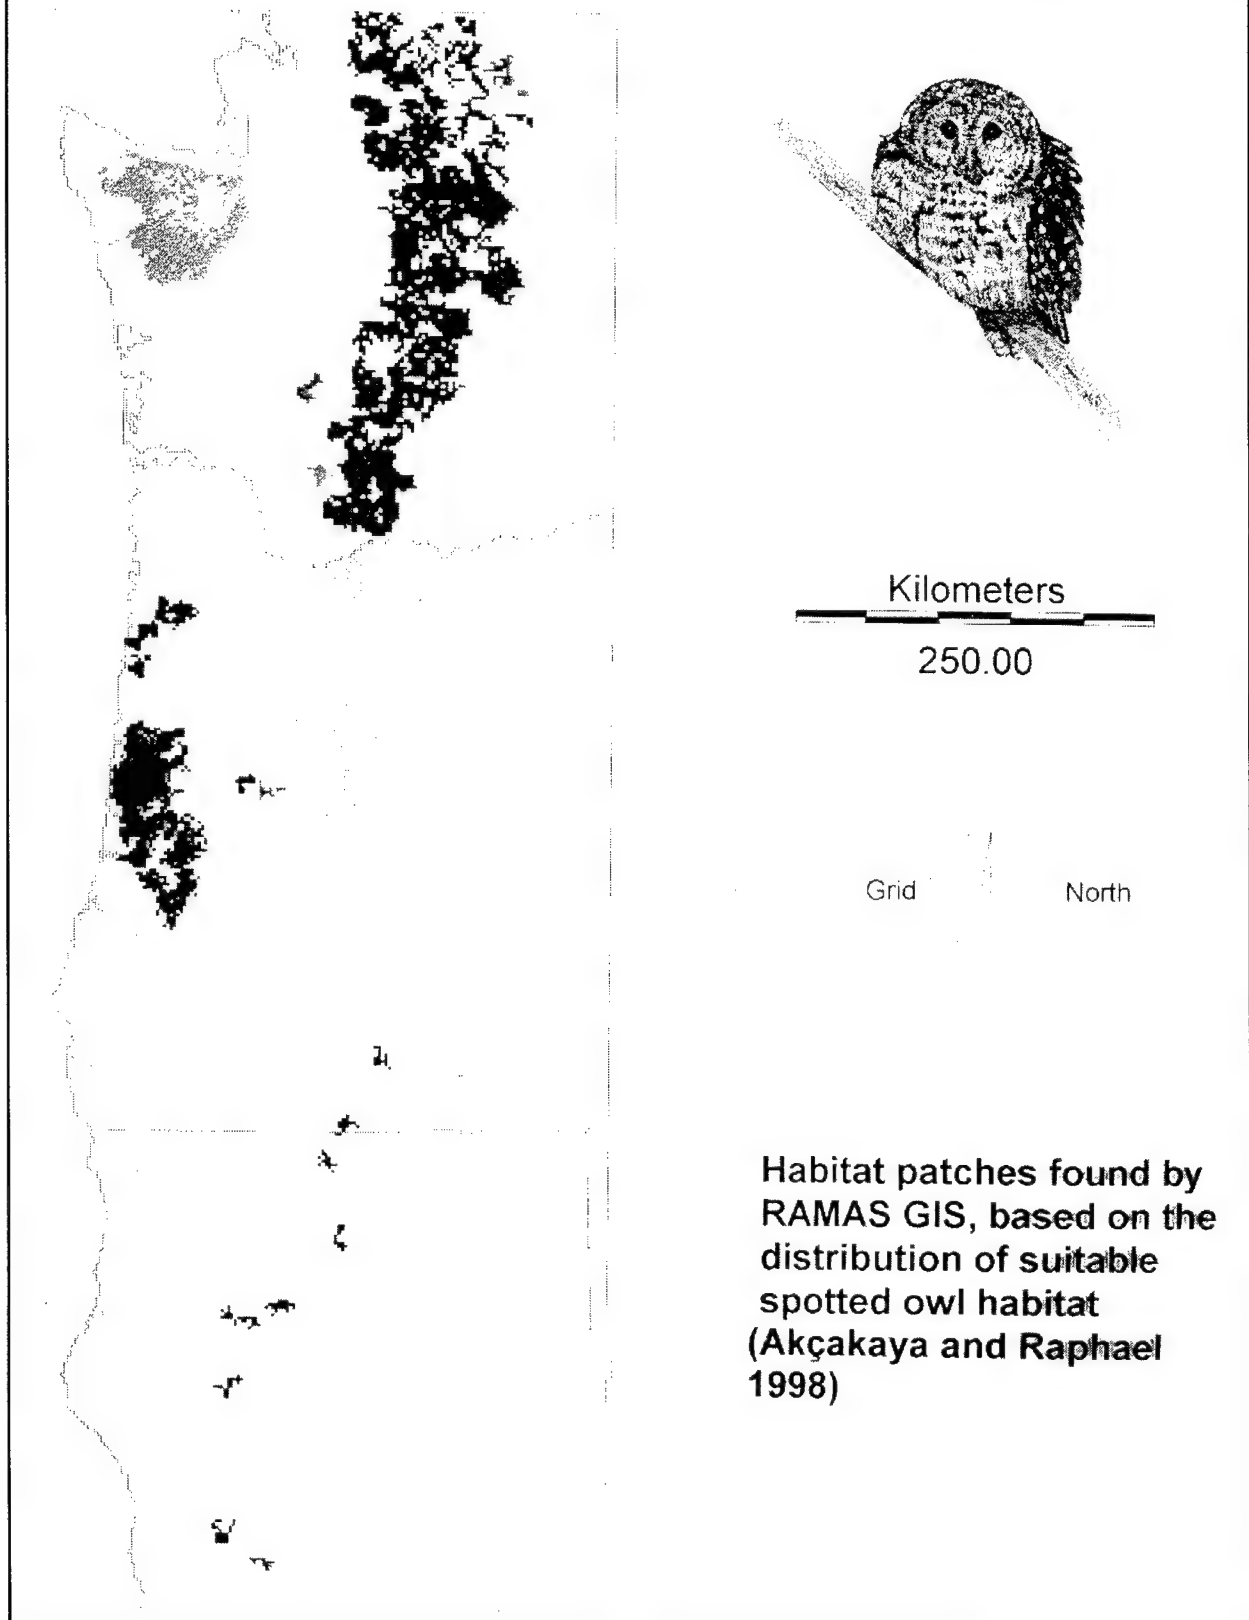 Kilometers
250.00
Grid North
Habitat patches found by
RAMAS GIS, based on the
distribution of suitable
spotted owl habitat
(Akçakaya and Raphael
1998)